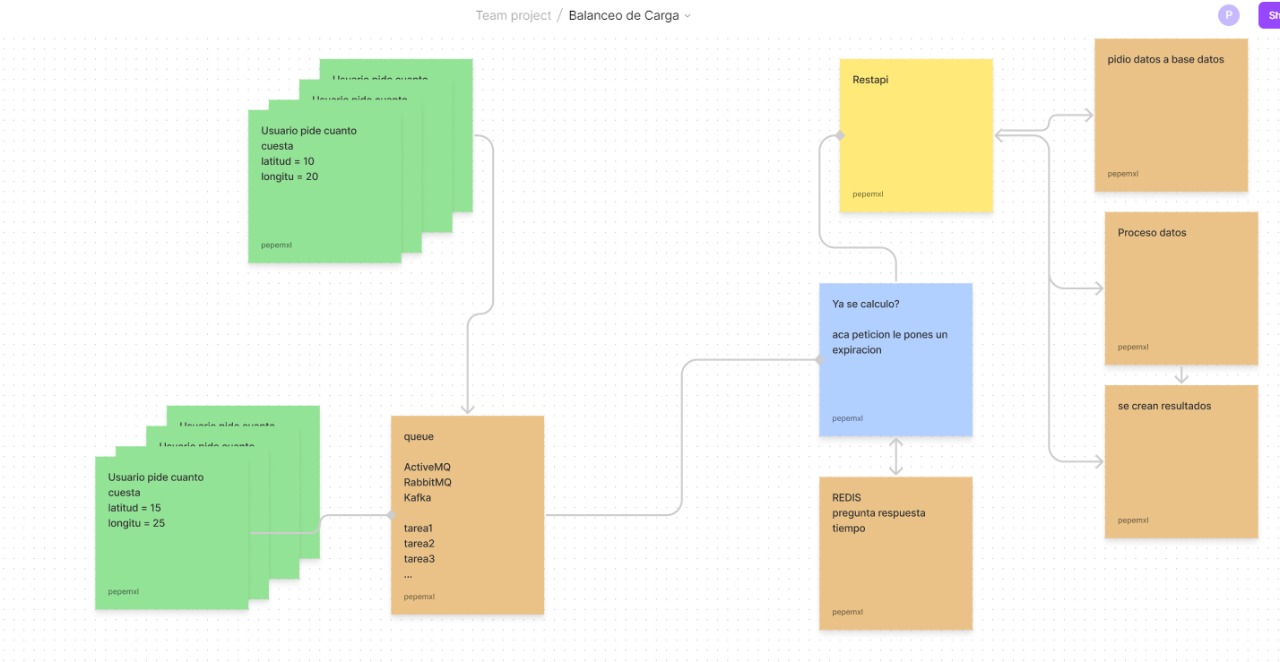 Team project / Balanceo de Carga
P
Sh
Usuario pide cuanto
Usuario pide cuanto
Usuario pide cuanto
cuesta
latitud = 10
longitu = 20
pepemxl
Restapi
pepemxl
pidio datos a base datos
pepemxl
Proceso datos
pepemxl
se crean resultados
pepemxl
Ya se calculo?
aca peticion le pones un
expiracion
pepemxl
REDIS
pregunta respuesta
tiempo
pepemxl
queue
ActiveMQ
RabbitMQ
Kafka
tarea1
tarea2
tarea3
...
pepemxl
Usuario pide cuanto
Usuario pide cuanto
Usuario pide cuanto
cuesta
latitud = 15
longitu = 25
pepemxl